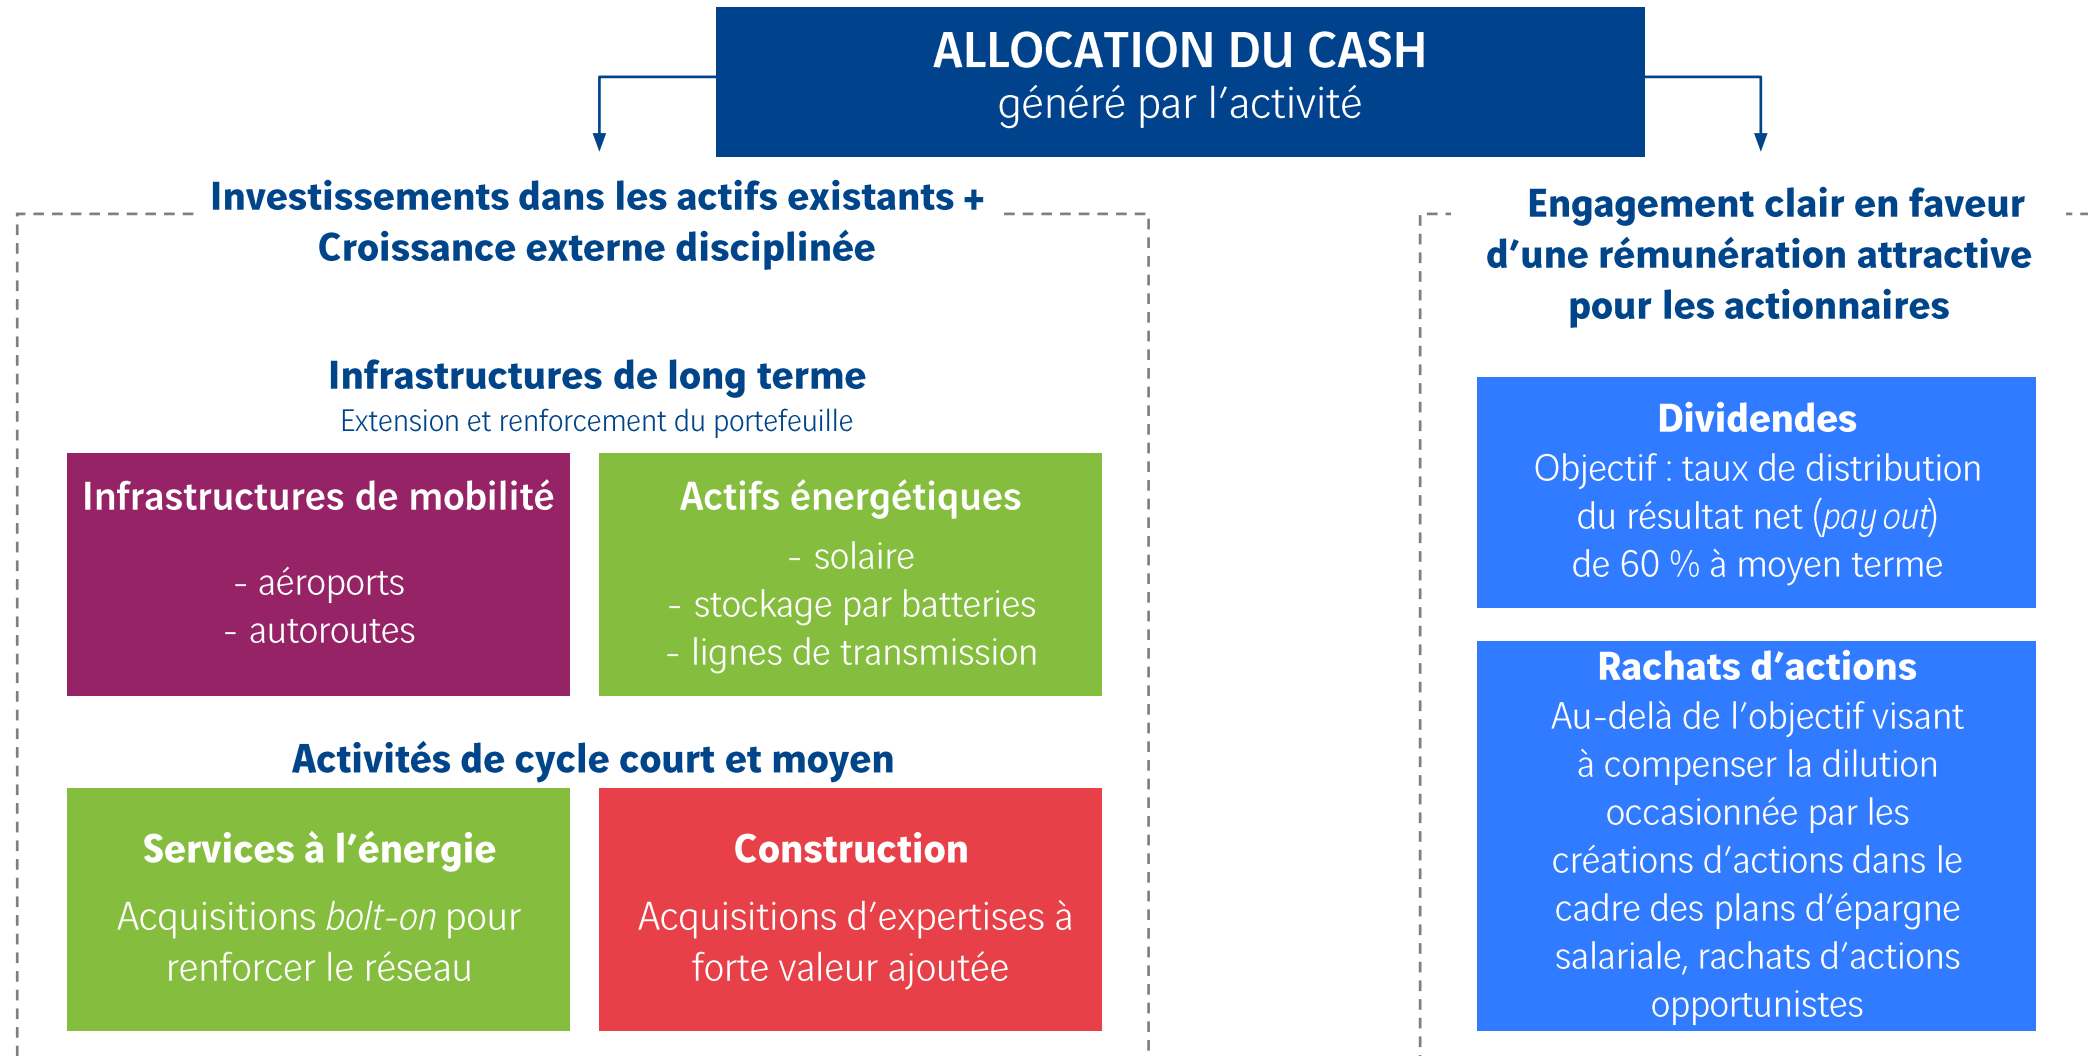 ALLOCATION DU CASH
généré par l’activité
Investissements dans les actifs existants +
Croissance externe disciplinée
Infrastructures de long terme
Extension et renforcement du portefeuille
Infrastructures de mobilité
- aéroports
- autoroutes
Actifs énergétiques
- solaire
- stockage par batteries
- lignes de transmission
Activités de cycle court et moyen
Services à l’énergie
Acquisitions bolt-on pour
renforcer le réseau
Construction
Acquisitions d’expertises à
forte valeur ajoutée
Engagement clair en faveur
d’une rémunération attractive
pour les actionnaires
Dividendes
Objectif : taux de distribution
du résultat net (pay out)
de 60 % à moyen terme
Rachats d’actions
Au-delà de l’objectif visant
à compenser la dilution
occasionnée par les
créations d’actions dans le
cadre des plans d’épargne
salariale, rachats d’actions
opportunistes